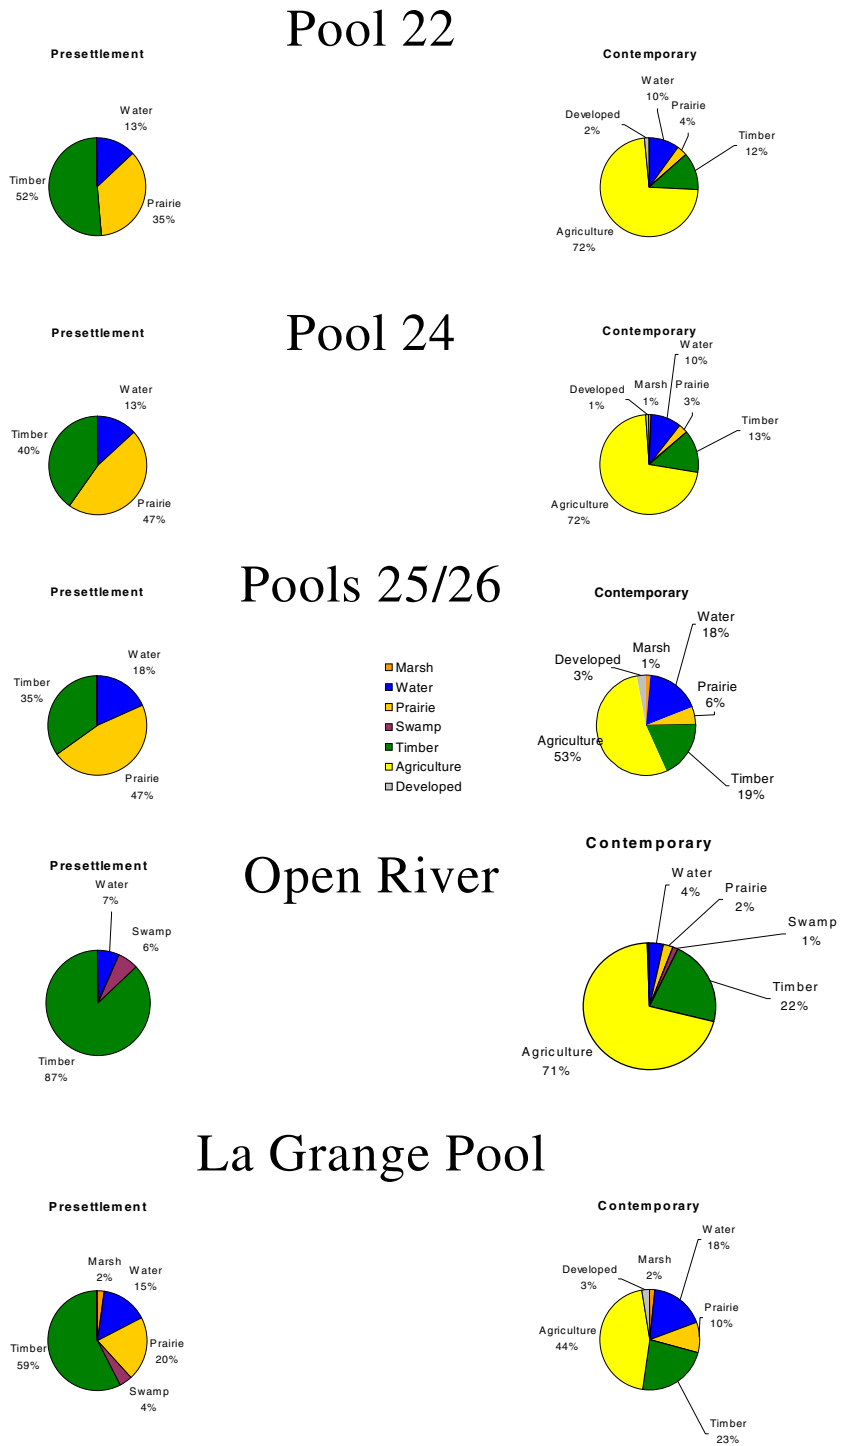 Pool 22
Presettlement
Water
13%
Timber
52%
Prairie
35%
Contemporary
Water
10%
Prairie
4%
Developed
2%
Timber
12%
Agriculture
72%
Pool 24
Presettlement
Water
13%
Timber
40%
Prairie
47%
Contemporary
Water
10%
Developed
1%
Marsh
1%
Prairie
3%
Timber
13%
Agriculture
72%
Pools 25/26
Presettlement
Water
18%
Timber
35%
Prairie
47%
Marsh
Water
Prairie
Swamp
Timber
Agriculture
Developed
Contemporary
Water
18%
Marsh
1%
Developed
3%
Prairie
6%
Agriculture
53%
Timber
19%
Open River
Presettlement
Water
7%
Swamp
6%
Timber
87%
Contemporary
Water
4%
Prairie
2%
Swamp
1%
Timber
22%
Agriculture
71%
La Grange Pool
Presettlement
Marsh
2%
Water
15%
Timber
59%
Prairie
20%
Swamp
4%
Contemporary
Water
18%
Marsh
2%
Developed
3%
Prairie
10%
Agriculture
44%
Timber
23%